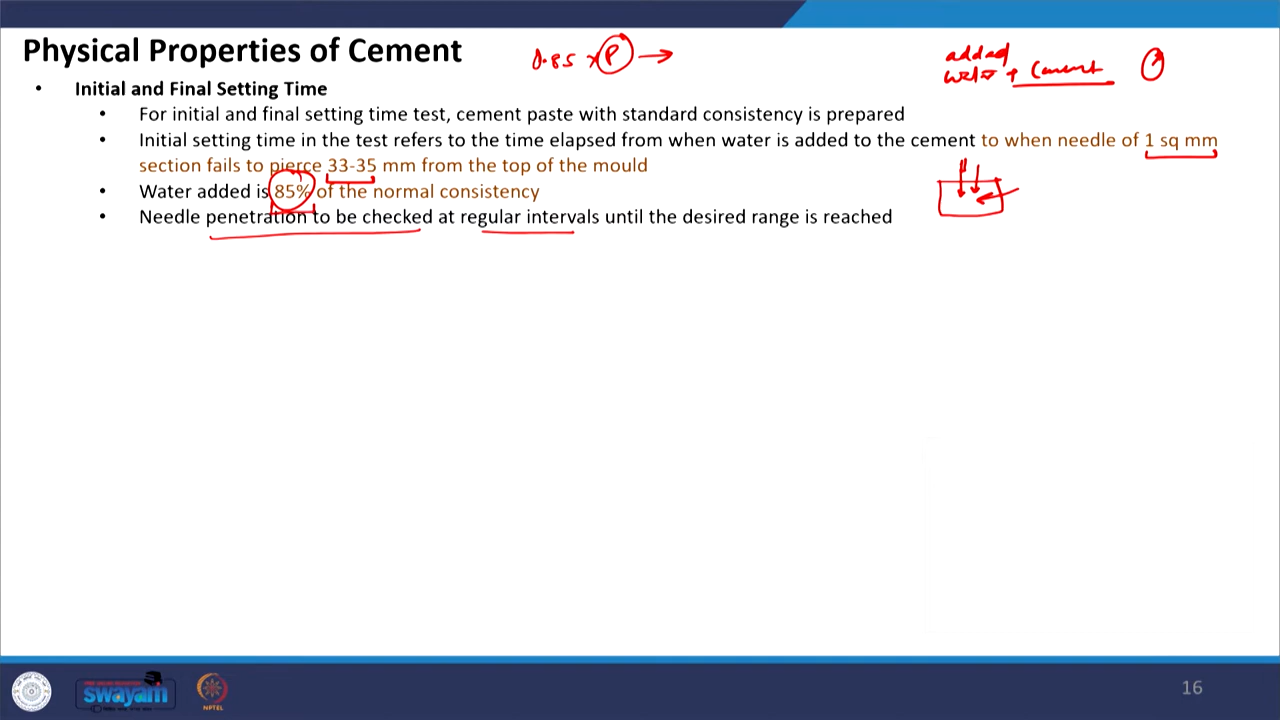 Physical Properties of Cement
0.85 x P →
added
water + Cement
• Initial and Final Setting Time
• For initial and final setting time test, cement paste with standard consistency is prepared
• Initial setting time in the test refers to the time elapsed from when water is added to the cement to when needle of 1 sq mm
section fails to pierce 33-35 mm from the top of the mould
• Water added is 85% of the normal consistency
• Needle penetration to be checked at regular intervals until the desired range is reached
swayam
NPTEL
16